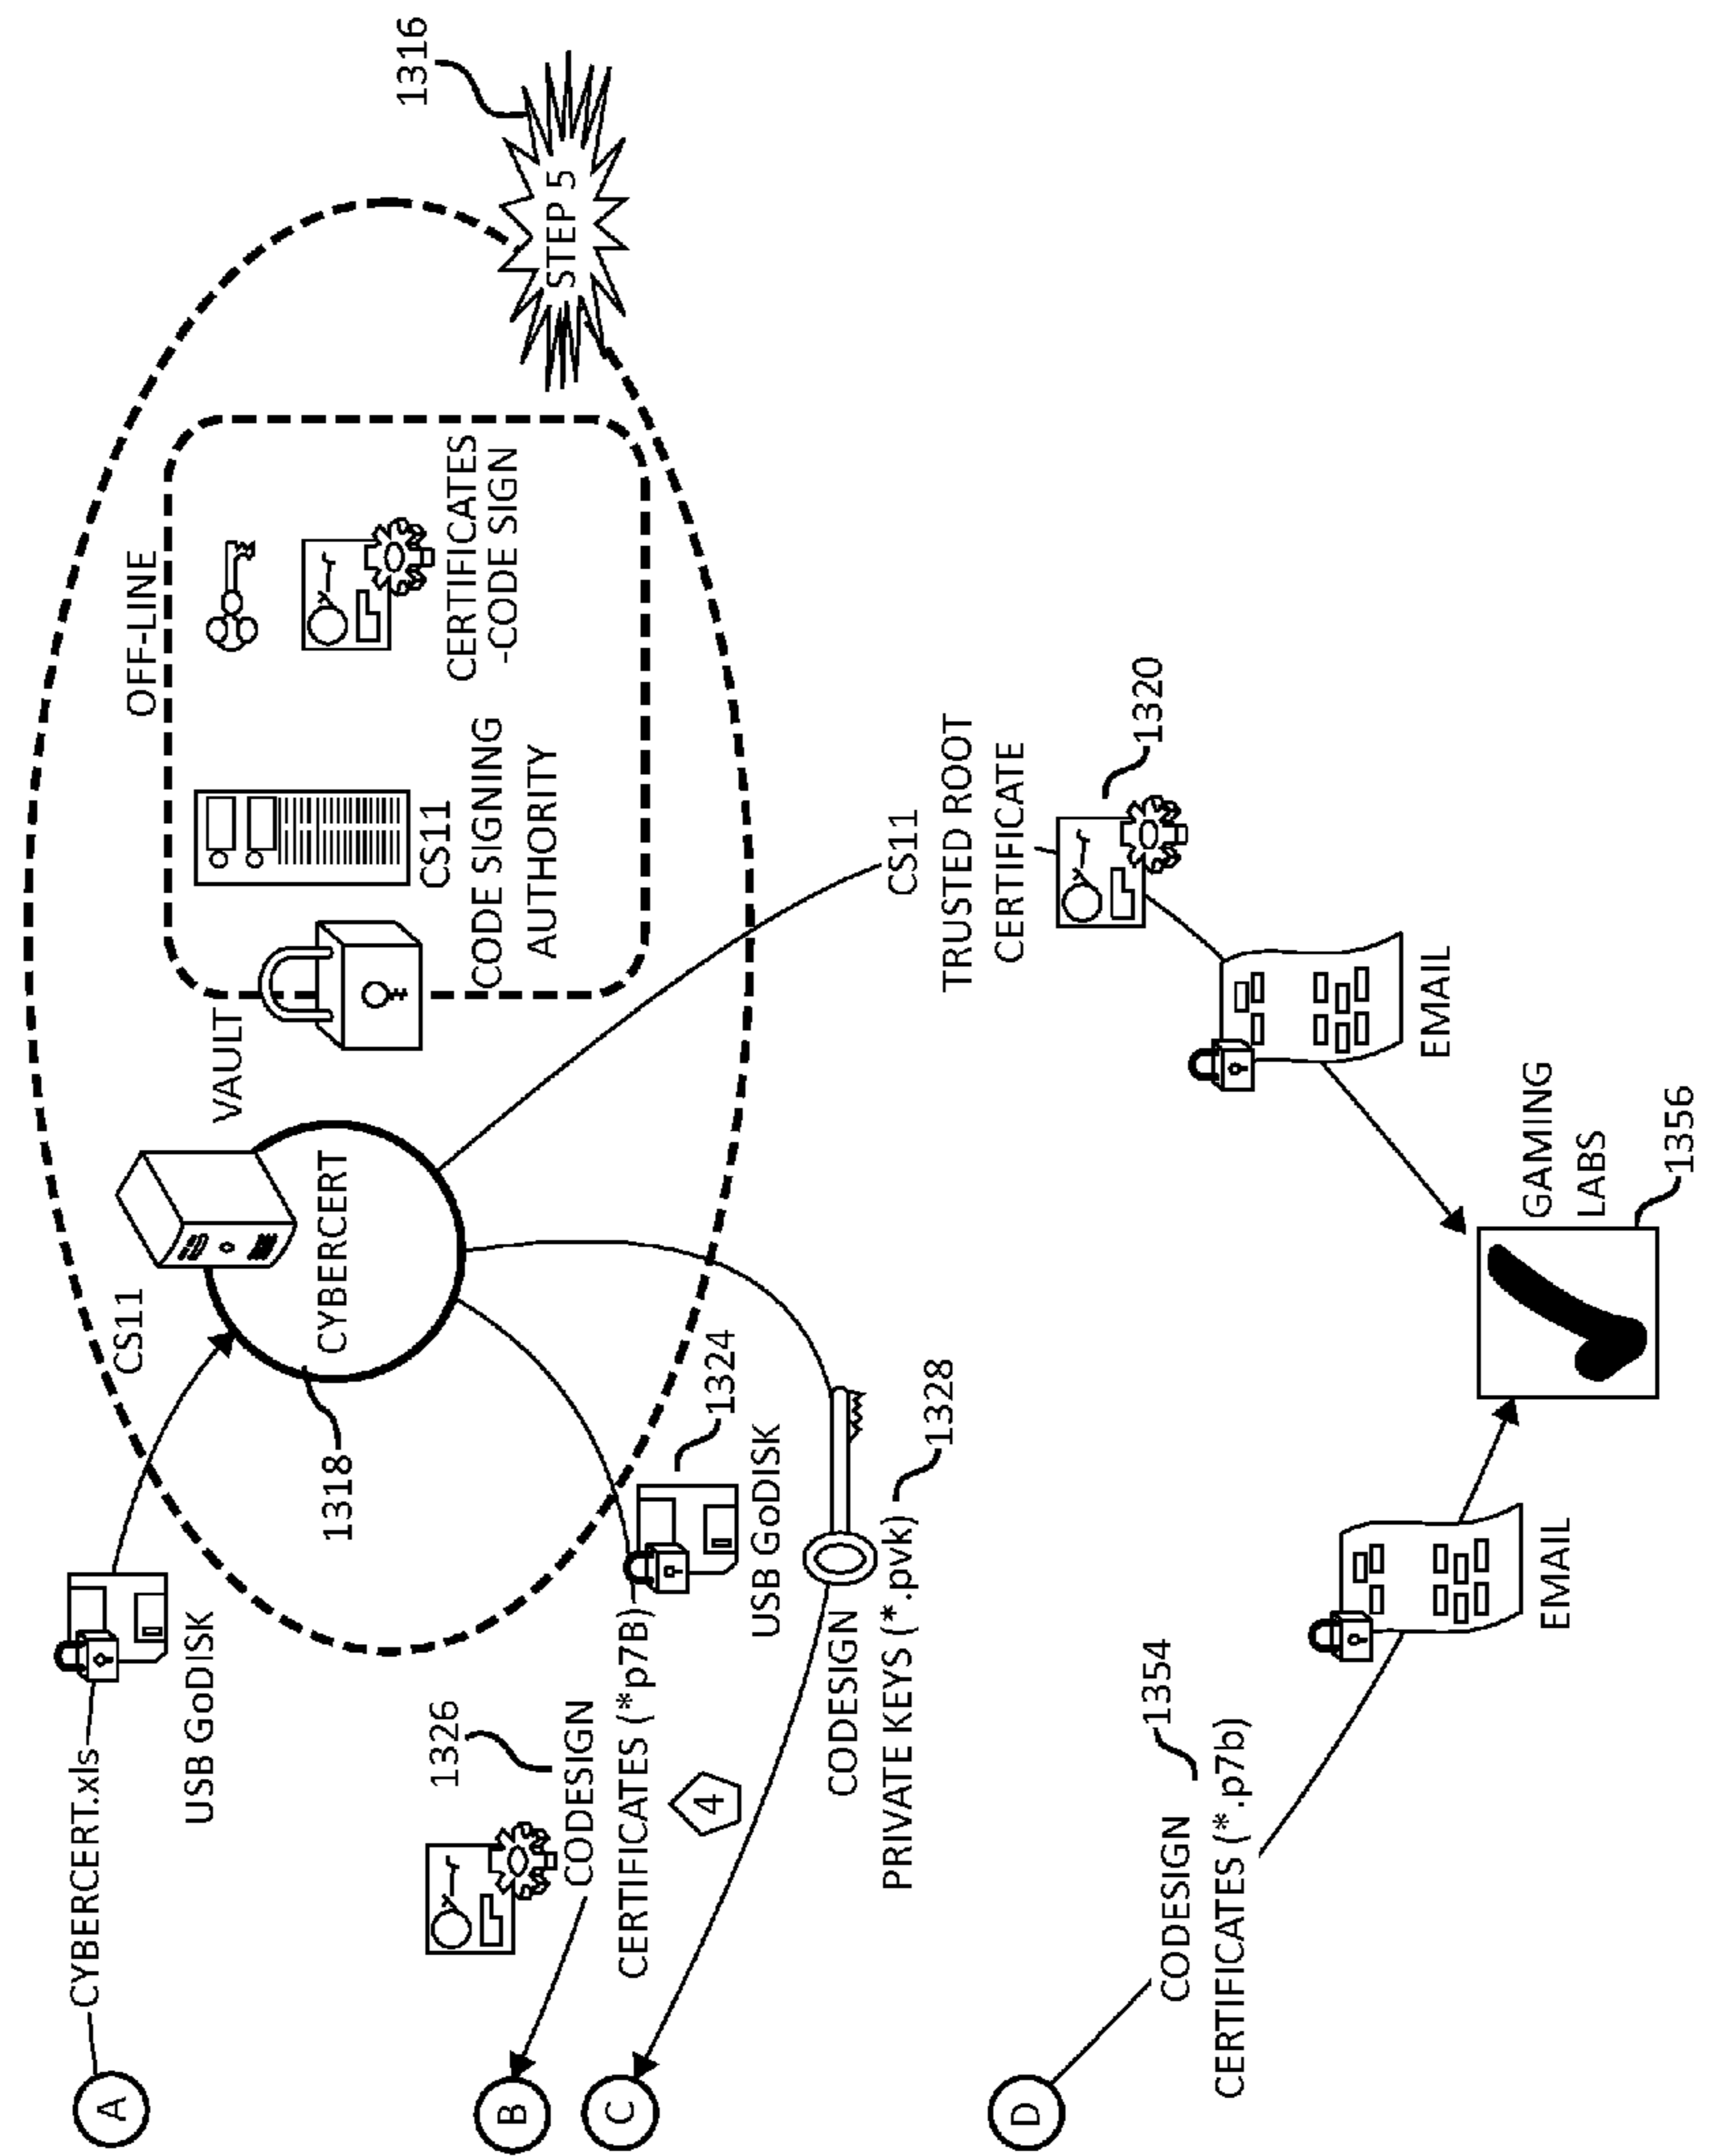 A
CYBERCERT.xls
USB GoDISK
CS11
CYBERCERT
1318
VAULT
OFF-LINE
CS11
CODE SIGNING
AUTHORITY
CERTIFICATES
-CODE SIGN
STEP 5
1316
B
1326
CODESIGN
CERTIFICATES (*p7B)
1324
USB GoDISK
4
C
CODESIGN
PRIVATE KEYS (*.pvk)
1328
CS11
TRUSTED ROOT
CERTIFICATE
1320
EMAIL
D
CODESIGN
CERTIFICATES (*.p7b)
1354
EMAIL
GAMING
LABS
1356